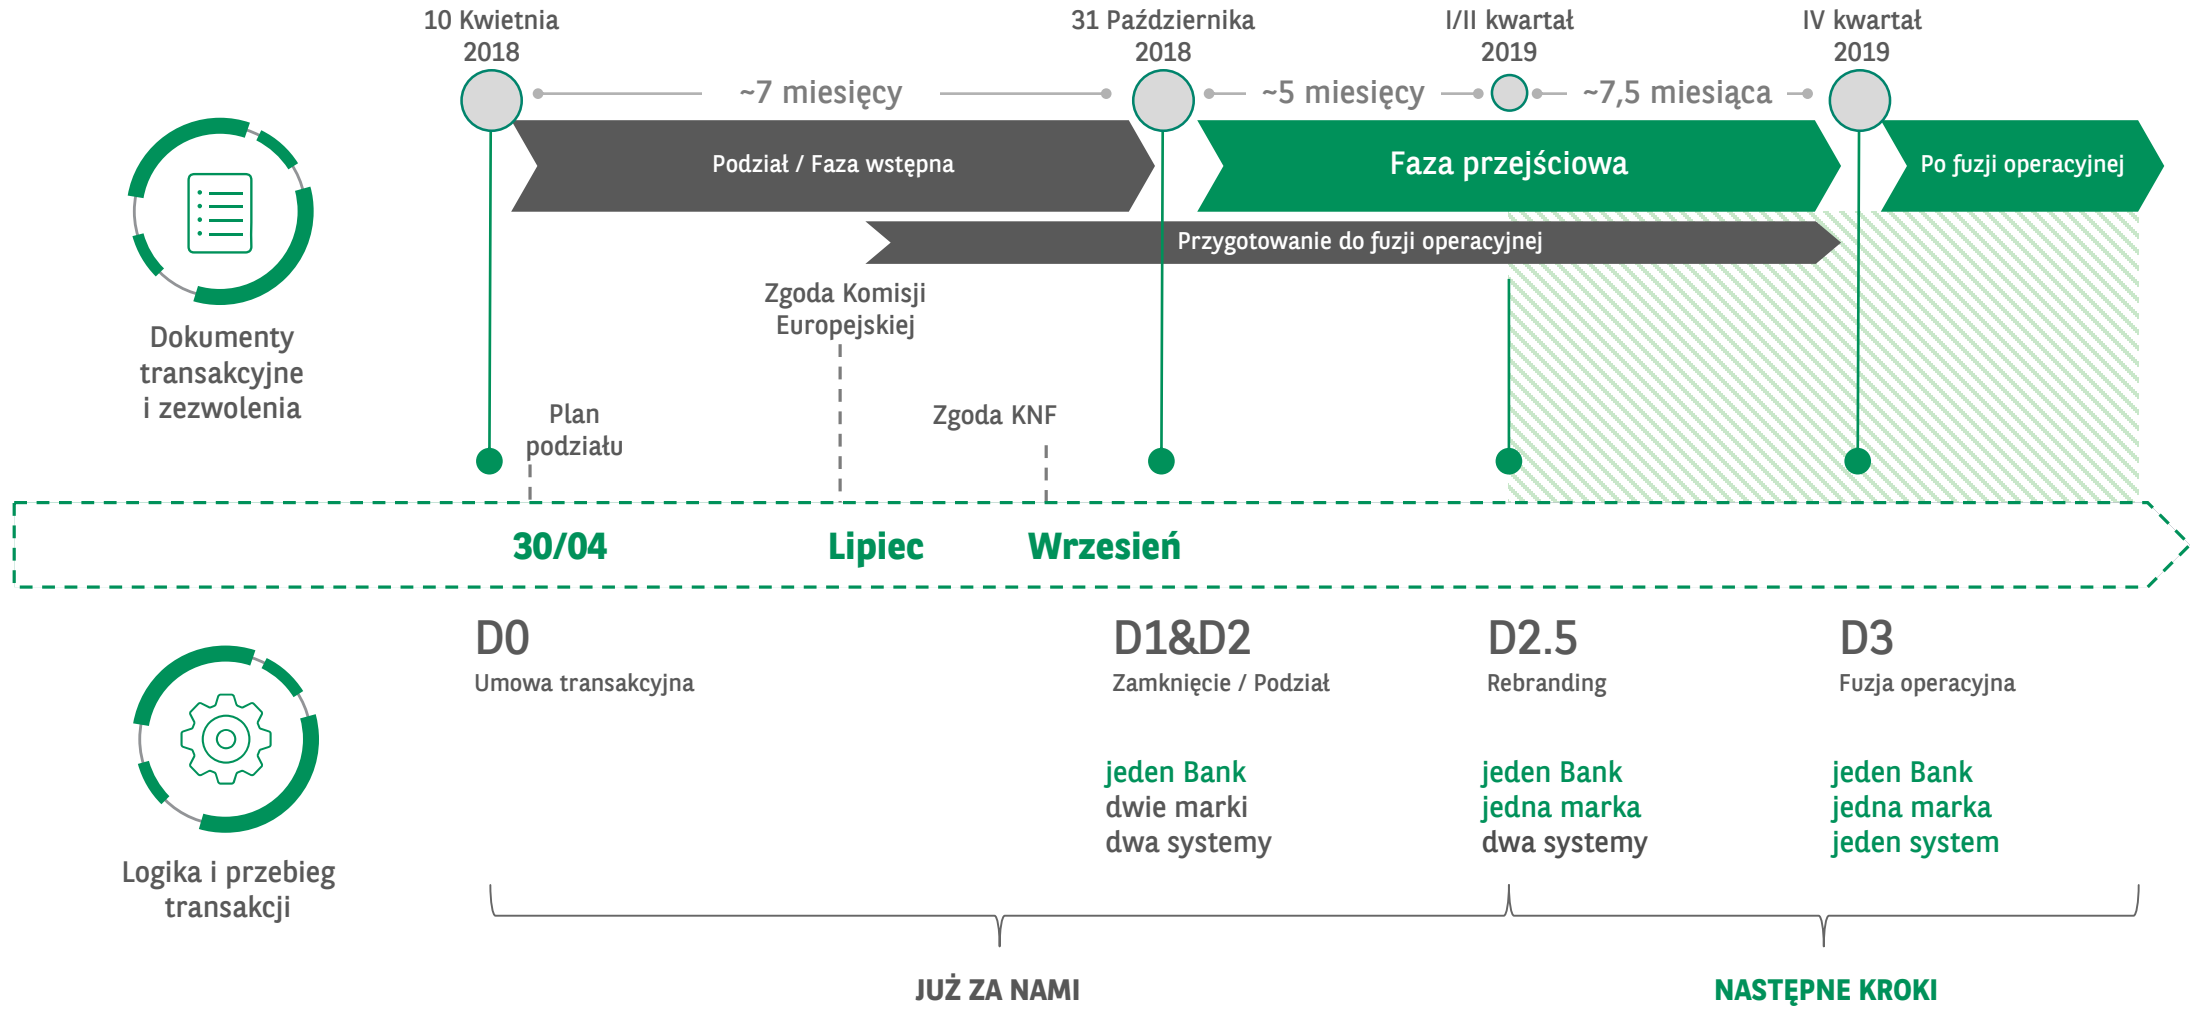 10 Kwietnia
2018
31 Października
2018
I/II kwartał
2019
IV kwartał
2019
~7 miesięcy
~5 miesięcy
~7,5 miesiąca
Podział / Faza wstępna
Faza przejściowa
Po fuzji operacyjnej
Przygotowanie do fuzji operacyjnej
Dokumenty
transakcyjne
i zezwolenia
Zgoda Komisji
Europejskiej
Plan
podziału
Zgoda KNF
30/04
Lipiec
Wrzesień
D0
Umowa transakcyjna
D1&D2
Zamknięcie / Podział
D2.5
Rebranding
D3
Fuzja operacyjna
jeden Bank
dwie marki
dwa systemy
jeden Bank
jedna marka
dwa systemy
jeden Bank
jedna marka
jeden system
Logika i przebieg
transakcji
JUŻ ZA NAMI
NASTĘPNE KROKI